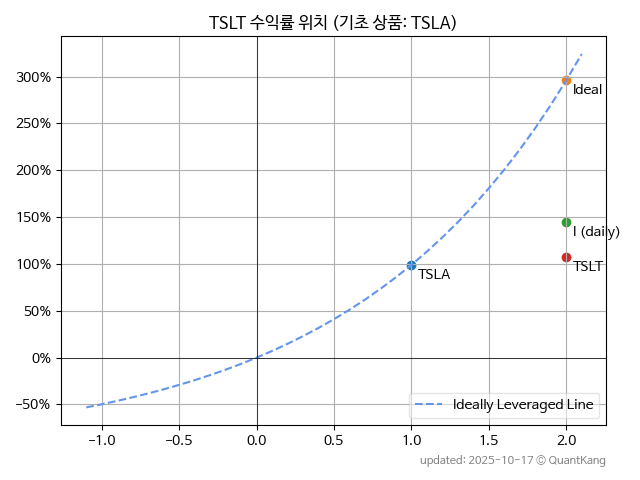 TSLT 수익률 위치 (기초 상품: TSLA)
300%
250%
200%
150%
100%
50%
0%
−50%
Ideal
I (daily)
TSLT
TSLA
Ideally Leveraged Line
−1.0 −0.5 0.0 0.5 1.0 1.5 2.0
updated: 2025-10-17 © QuantKang